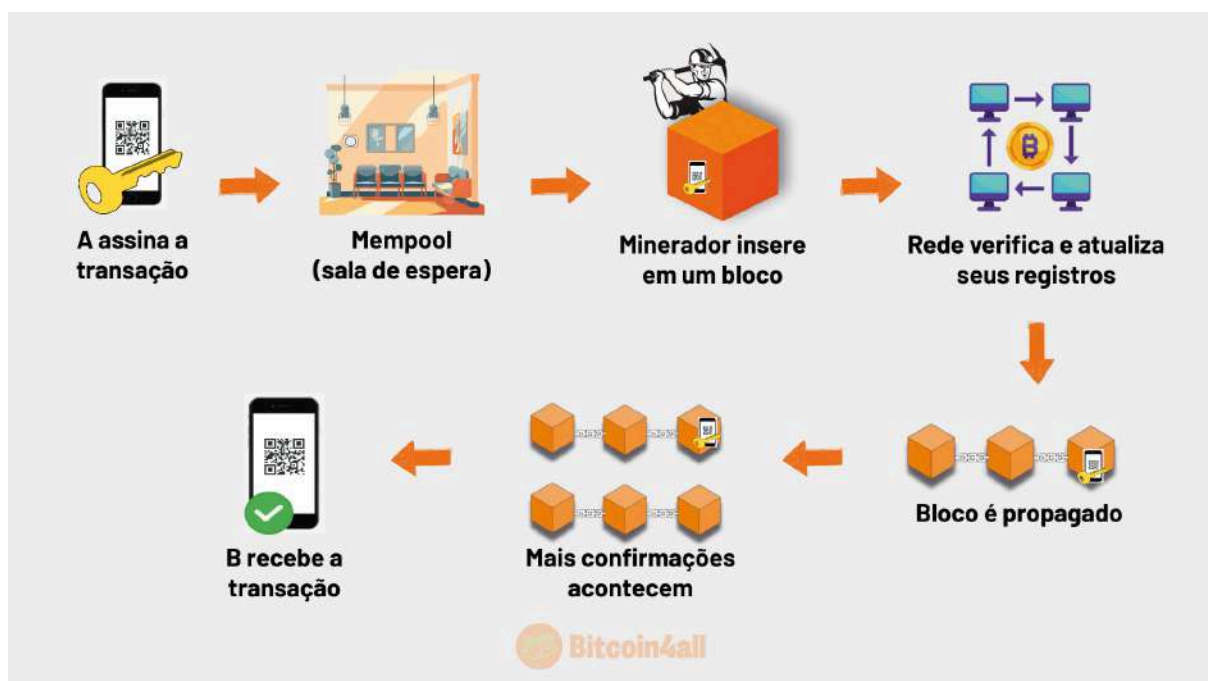 A assina a
transação
Mempool
(sala de espera)
Minerador insere
em um bloco
Rede verifica e atualiza
seus registros
Bloco é propagado
Mais confirmações
acontecem
B recebe a
transação
Bitcoin4all